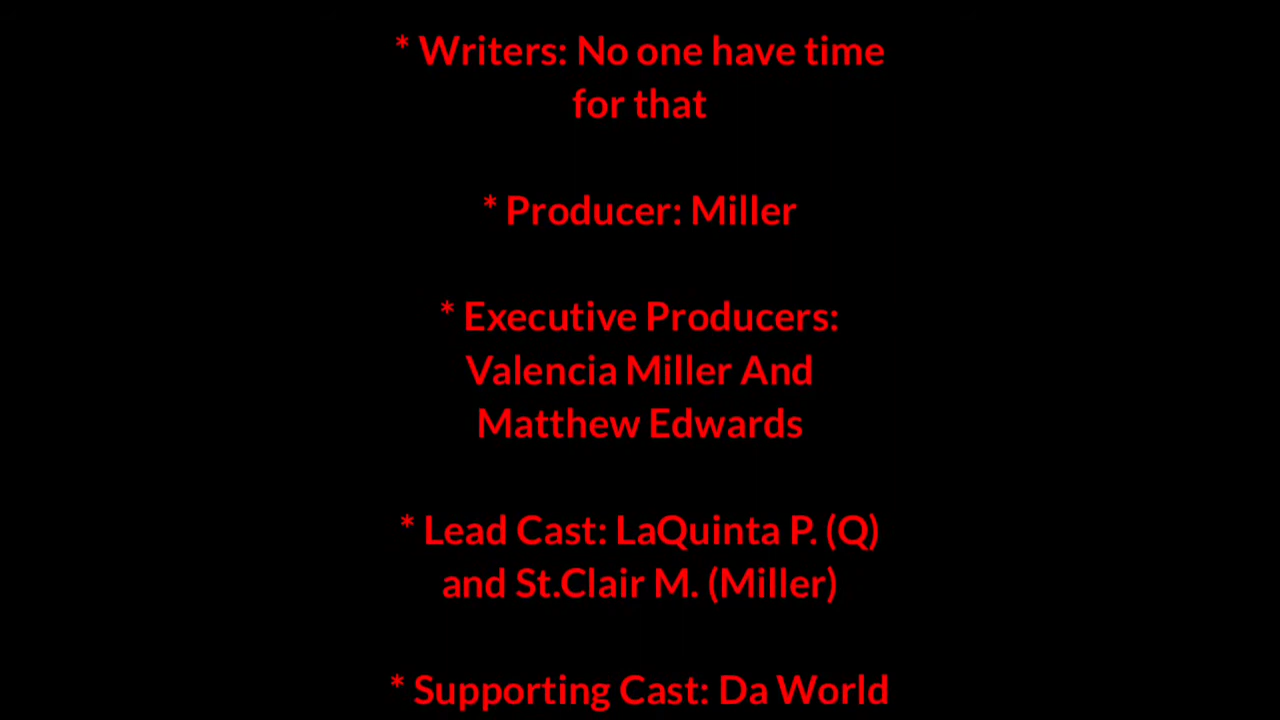 * Writers: No one have time
for that
* Producer: Miller
* Executive Producers:
Valencia Miller And
Matthew Edwards
* Lead Cast: LaQuinta P. (Q)
and St.Clair M. (Miller)
* Supporting Cast: Da World